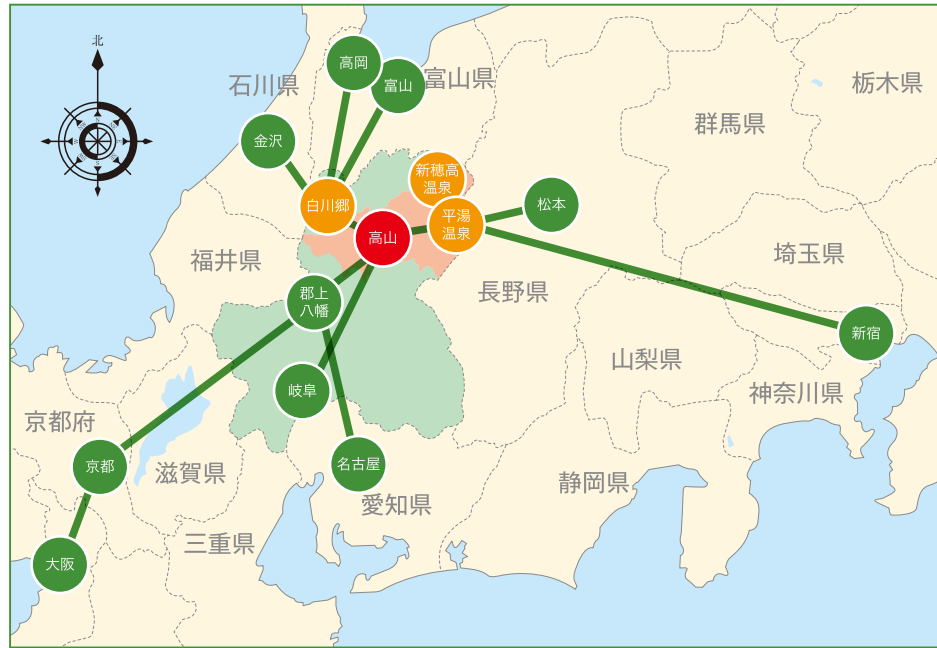 北
高岡
富山
石川県
富山県
栃木県
群馬県
金沢
新穂高
温泉
白川郷
松本
平湯
温泉
高山
福井県
埼玉県
長野県
郡上
八幡
新宿
山梨県
岐阜
神奈川県
京都府
京都
滋賀県
名古屋
静岡県
愛知県
三重県
大阪